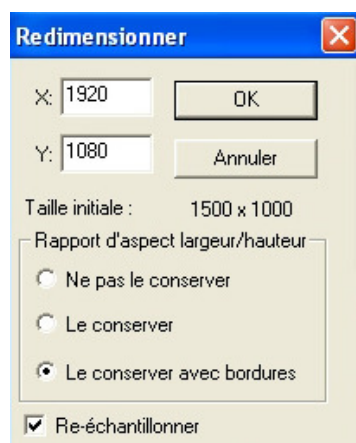 Redimensionner
X: 1920 OK
Y: 1080 Annuler
Taille initiale : 1500 x 1000
Rapport d'aspect largeur/hauteur
Ne pas le conserver
Le conserver
Le conserver avec bordures
Re-échantillonner